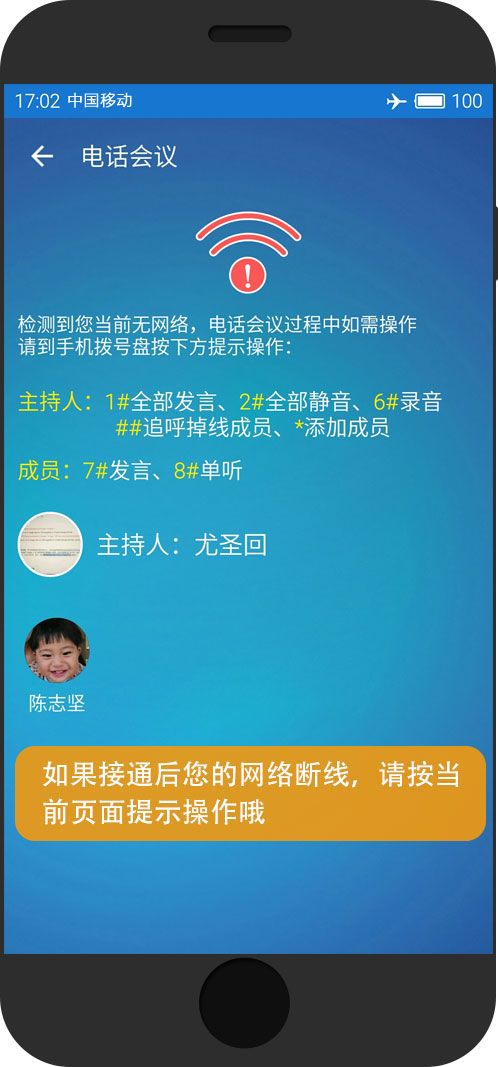 17:02 中国移动 100
电话会议
检测到您当前无网络，电话会议过程中如需操作
请到手机拨号盘按下方提示操作：
主持人：1#全部发言、2#全部静音、6#录音
##追呼掉线成员、*添加成员
成员：7#发言、8#单听
主持人：尤圣回
陈志坚
如果接通后您的网络断线，请按当
前页面提示操作哦